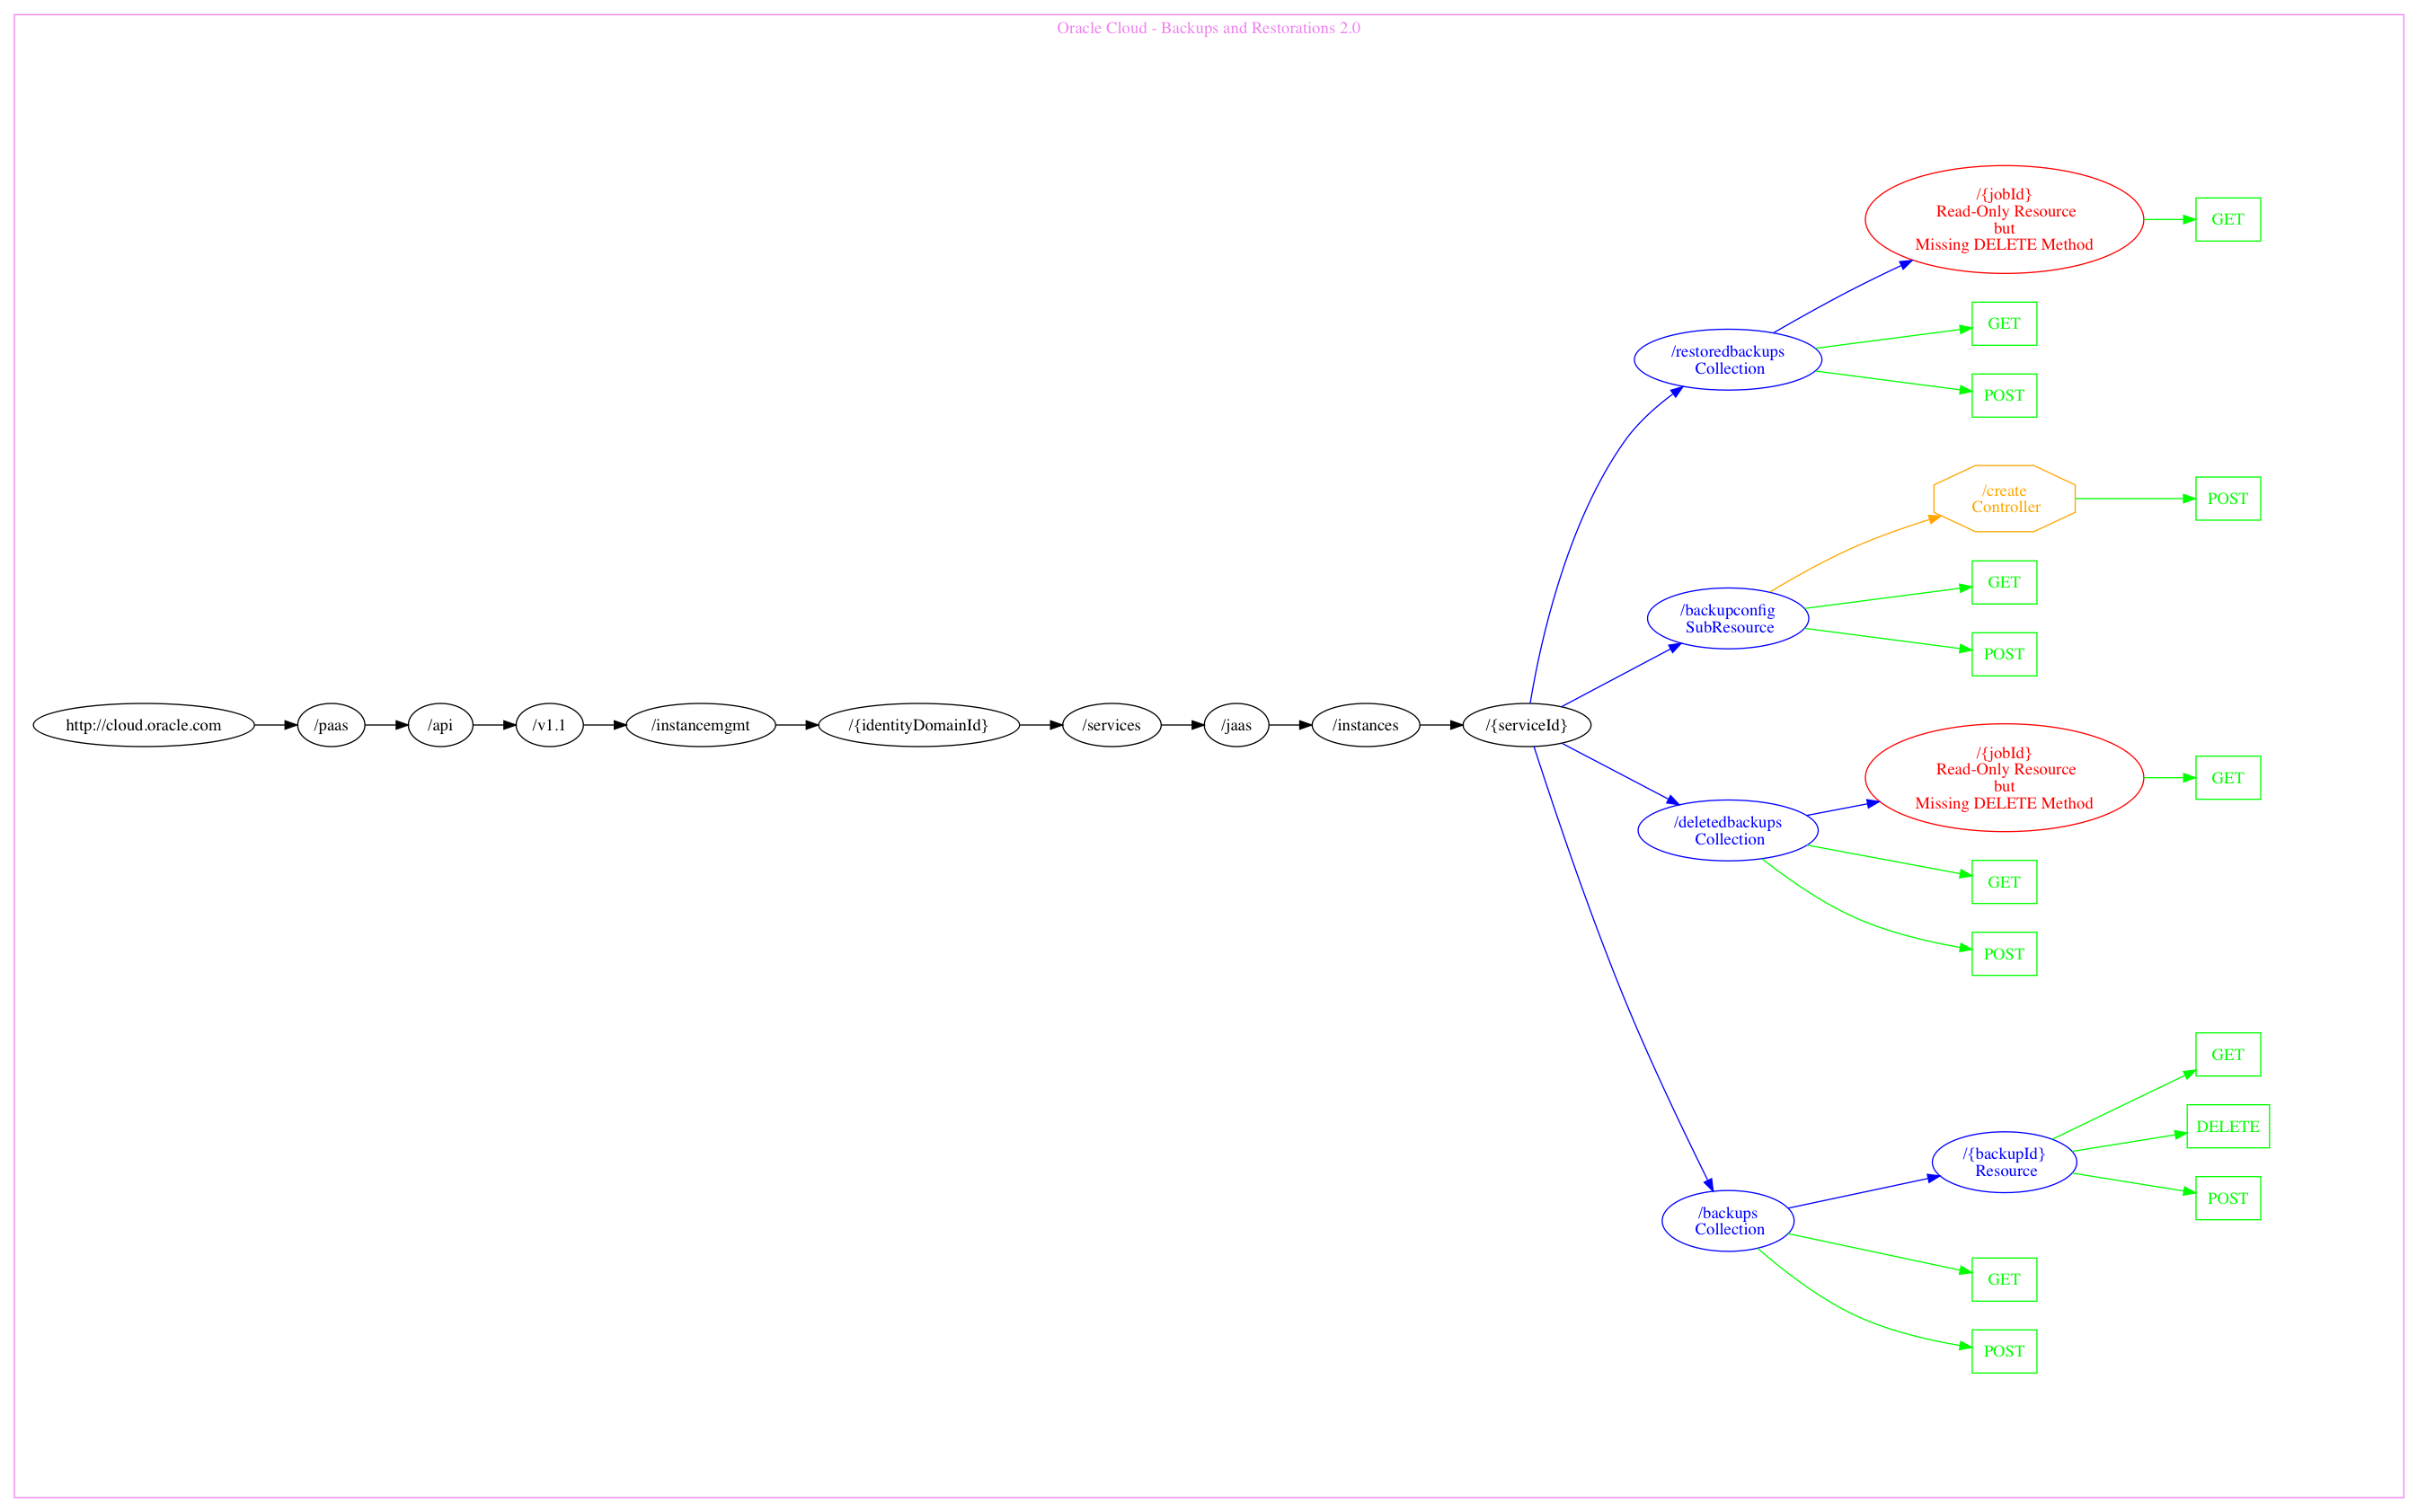 Oracle Cloud - Backups and Restorations 2.0
/{jobId}
Read-Only Resource
but
Missing DELETE Method
GET
GET
/restoredbackups
Collection
POST
/create
Controller
POST
GET
/backupconfig
SubResource
POST
http://cloud.oracle.com
/paas
/api
/v1.1
/instancemgmt
/{identityDomainId}
/services
/jaas
/instances
/{serviceId}
/{jobId}
Read-Only Resource
but
Missing DELETE Method
GET
/deletedbackups
Collection
GET
POST
GET
DELETE
/{backupId}
Resource
POST
/backups
Collection
GET
POST